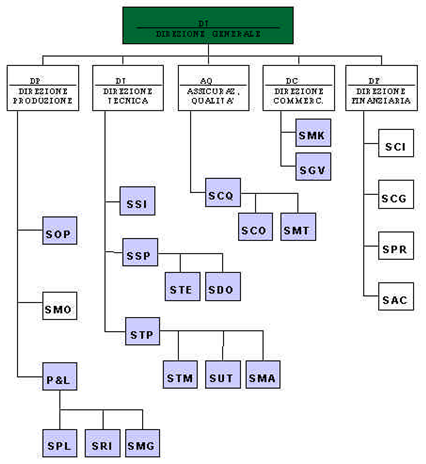 DI
DIREZIONE GENERALE
DP
DIREZIONE
PRODUZIONE
DT
DIREZIONE
TECNICA
AQ
ASSICURAZ.
QUALITA'
DC
DIREZIONE
COMMERC.
DF
DIREZIONE
FINANZIARIA
SMK
SCI
SGV
SSI
SCQ
SCG
SOP
SCO
SMT
SSP
SPR
STE
SDO
SMO
SAC
STP
P&L
STM
SUT
SMA
SPL
SRI
SMG